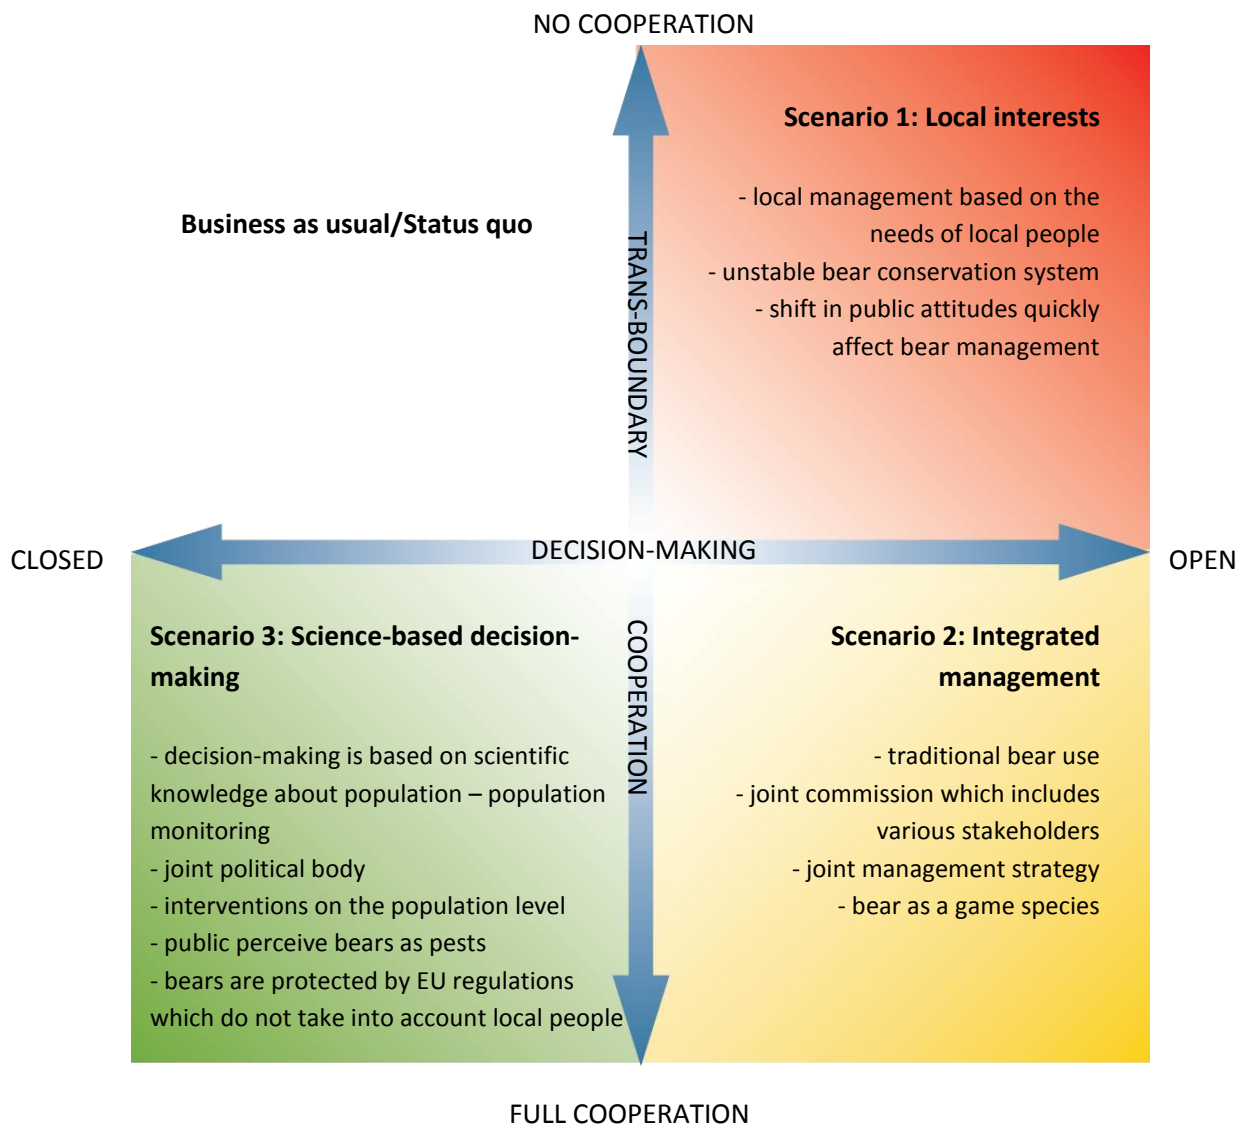 NO COOPERATION
Scenario 1: Local interests
- local management based on the
needs of local people
- unstable bear conservation system
- shift in public attitudes quickly
affect bear management
Business as usual/Status quo
TRANS-BOUNDARY
CLOSED
DECISION-MAKING
OPEN
COOPERATION
Scenario 3: Science-based decision-
making
- decision-making is based on scientific
knowledge about population – population
monitoring
- joint political body
- interventions on the population level
- public perceive bears as pests
- bears are protected by EU regulations
which do not take into account local people
Scenario 2: Integrated
management
- traditional bear use
- joint commission which includes
various stakeholders
- joint management strategy
- bear as a game species
FULL COOPERATION